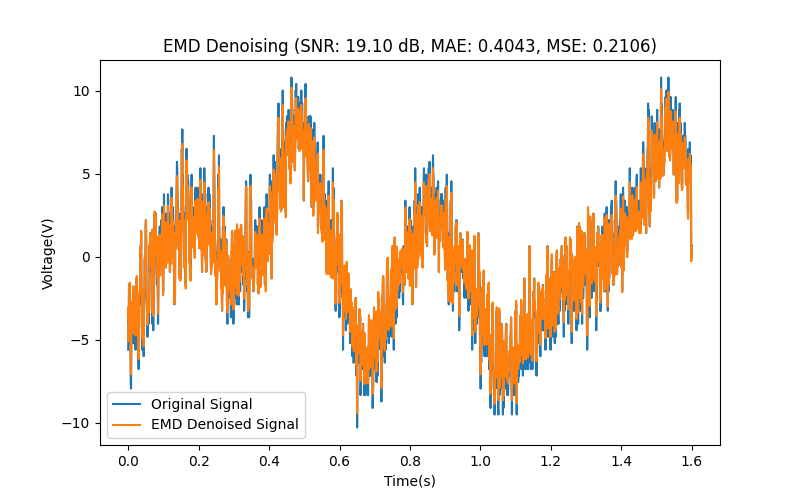 EMD Denoising (SNR: 19.10 dB, MAE: 0.4043, MSE: 0.2106)
10
5
0
−5
−10
Voltage(V)
Original Signal
EMD Denoised Signal
0.0 0.2 0.4 0.6 0.8 1.0 1.2 1.4 1.6
Time(s)